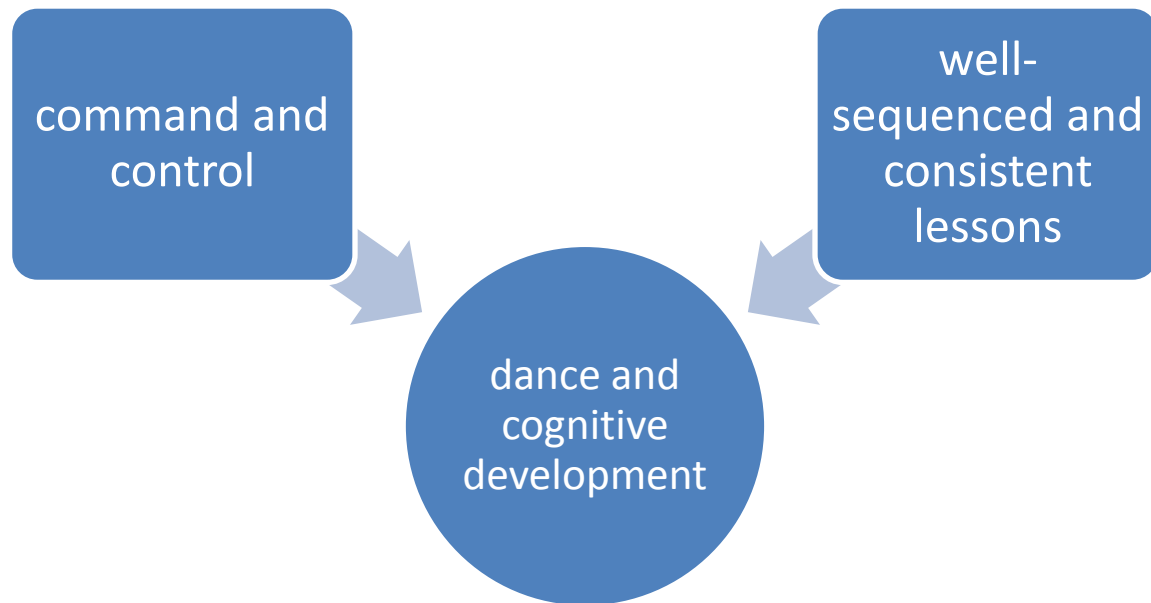 command and
control
well-
sequenced and
consistent
lessons
dance and
cognitive
development